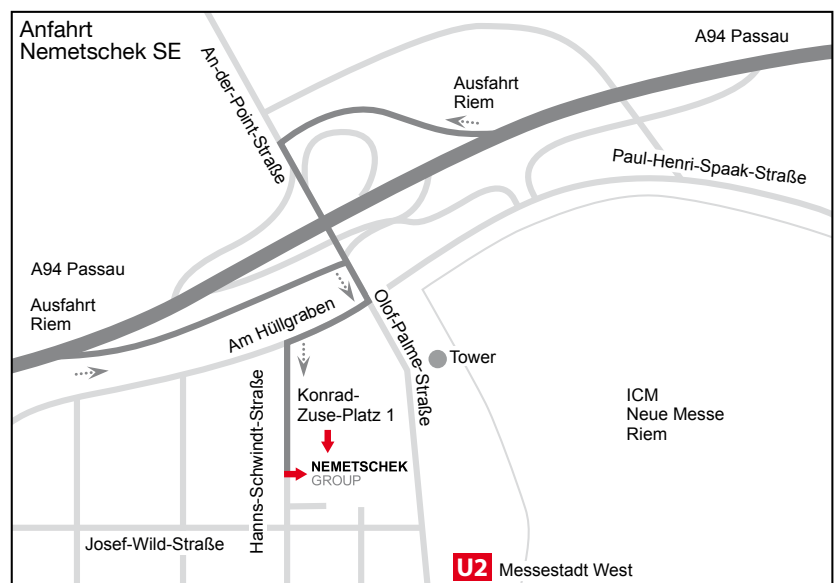 Anfahrt
Nemetschek SE
An-der-Point-Straße
A94 Passau
Ausfahrt
Riem
Paul-Henri-Spaak-Straße
A94 Passau
Ausfahrt
Riem
Am Hüllgraben
Olof-Palme-Straße
Tower
Hanns-Schwindt-Straße
Konrad-
Zuse-Platz 1
ICM
Neue Messe
Riem
NEMETSCHEK
GROUP
Josef-Wild-Straße
U2 Messestadt West